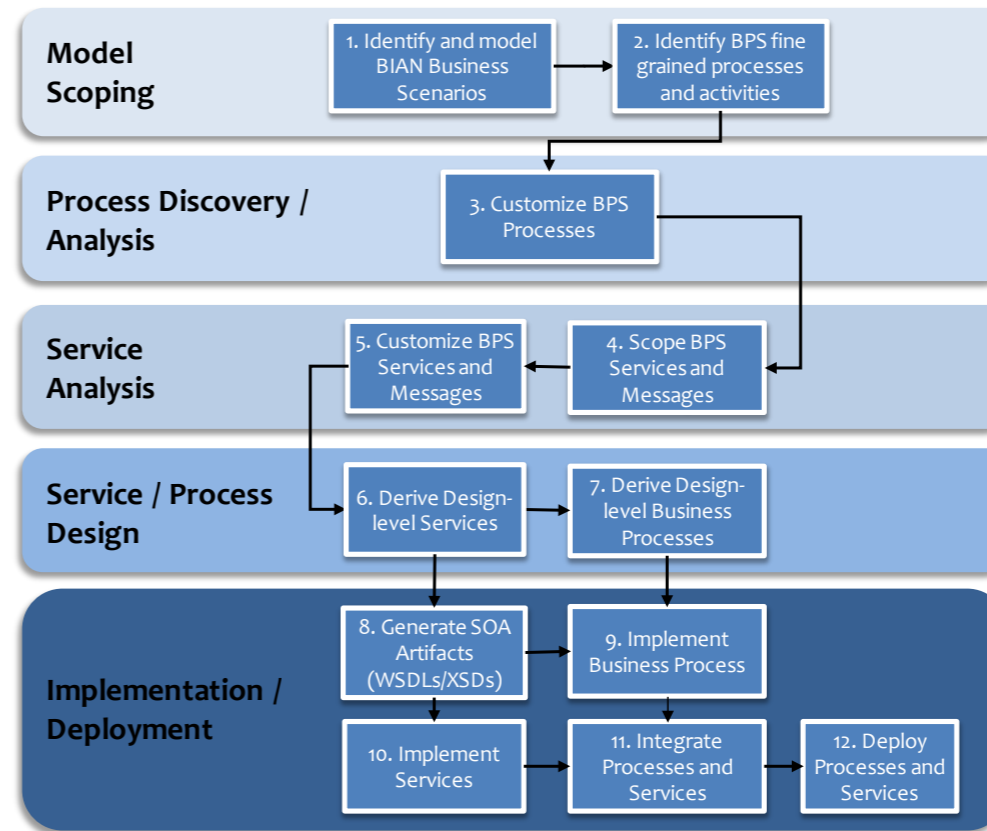 Model
Scoping
1. Identify and model
BIAN Business
Scenarios
2. Identify BPS fine
grained processes
and activities
Process Discovery /
Analysis
3. Customize BPS
Processes
Service
Analysis
5. Customize BPS
Services and
Messages
4. Scope BPS
Services and
Messages
Service / Process
Design
6. Derive Design-
level Services
7. Derive Design-
level Business
Processes
Implementation /
Deployment
8. Generate SOA
Artifacts
(WSDLs/XSDs)
9. Implement
Business Process
10. Implement
Services
11. Integrate
Processes and
Services
12. Deploy
Processes and
Services